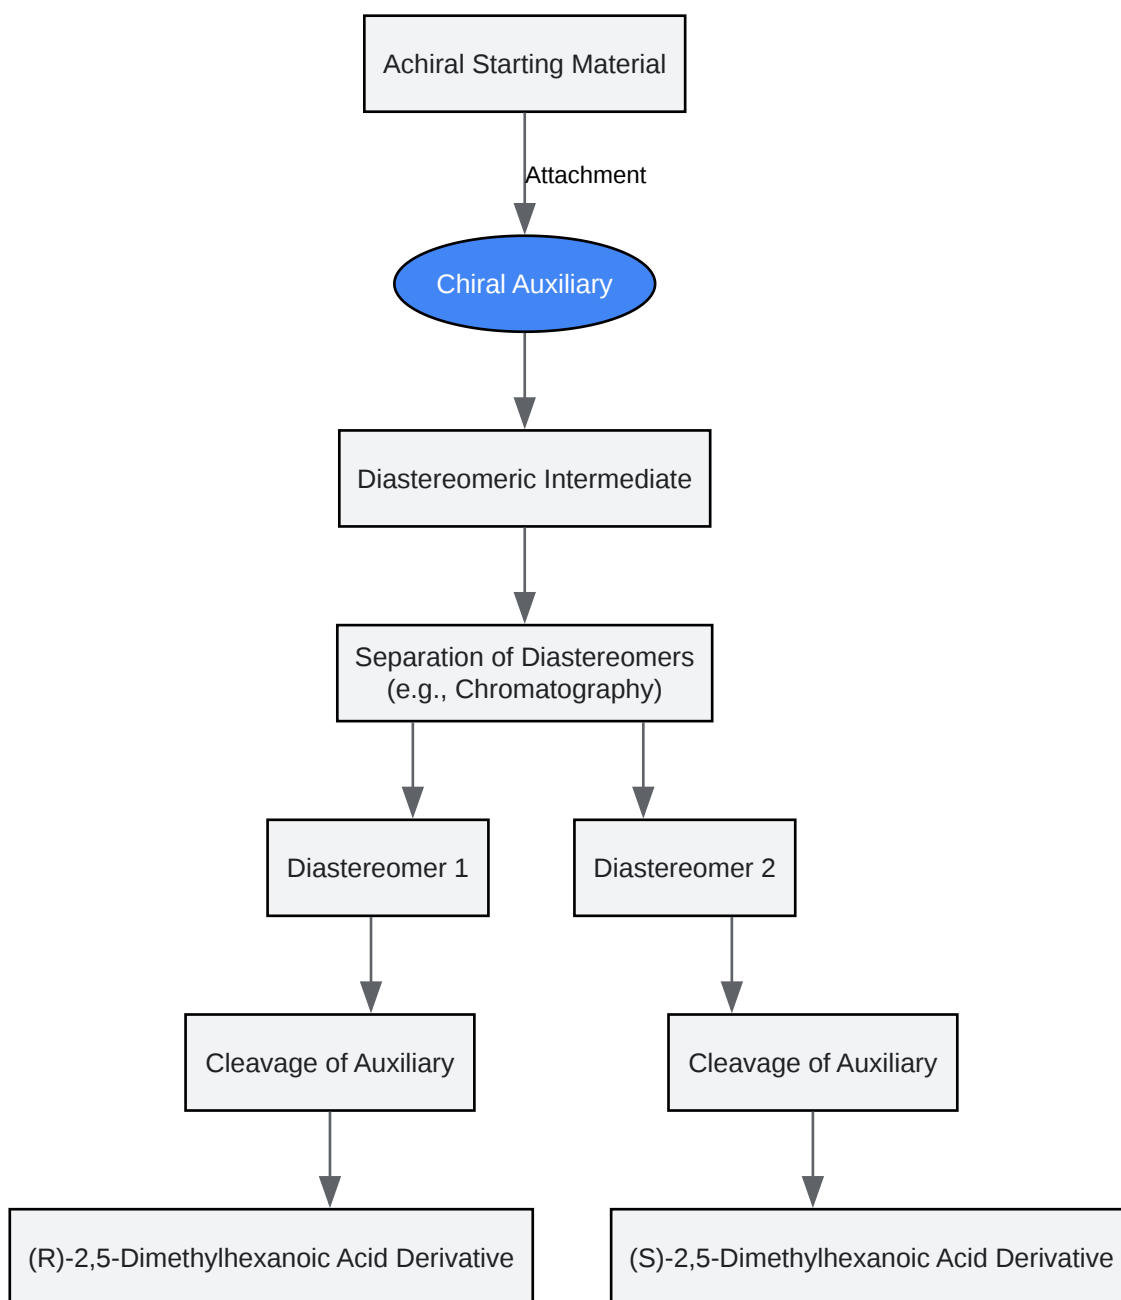 Achiral Starting Material
Attachment
Chiral Auxiliary
Diastereomeric Intermediate
Separation of Diastereomers
(e.g., Chromatography)
Diastereomer 1
Diastereomer 2
Cleavage of Auxiliary
Cleavage of Auxiliary
(R)-2,5-Dimethylhexanoic Acid Derivative
(S)-2,5-Dimethylhexanoic Acid Derivative